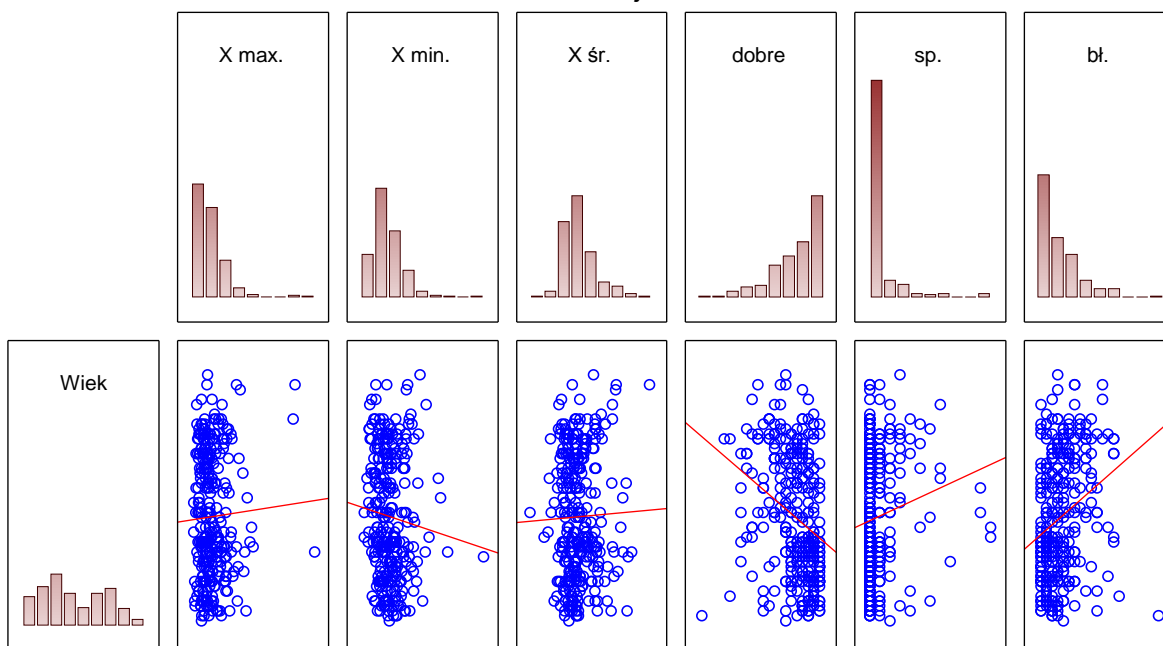 X max.
X min.
X śr.
dobre
sp.
bł.
Wiek